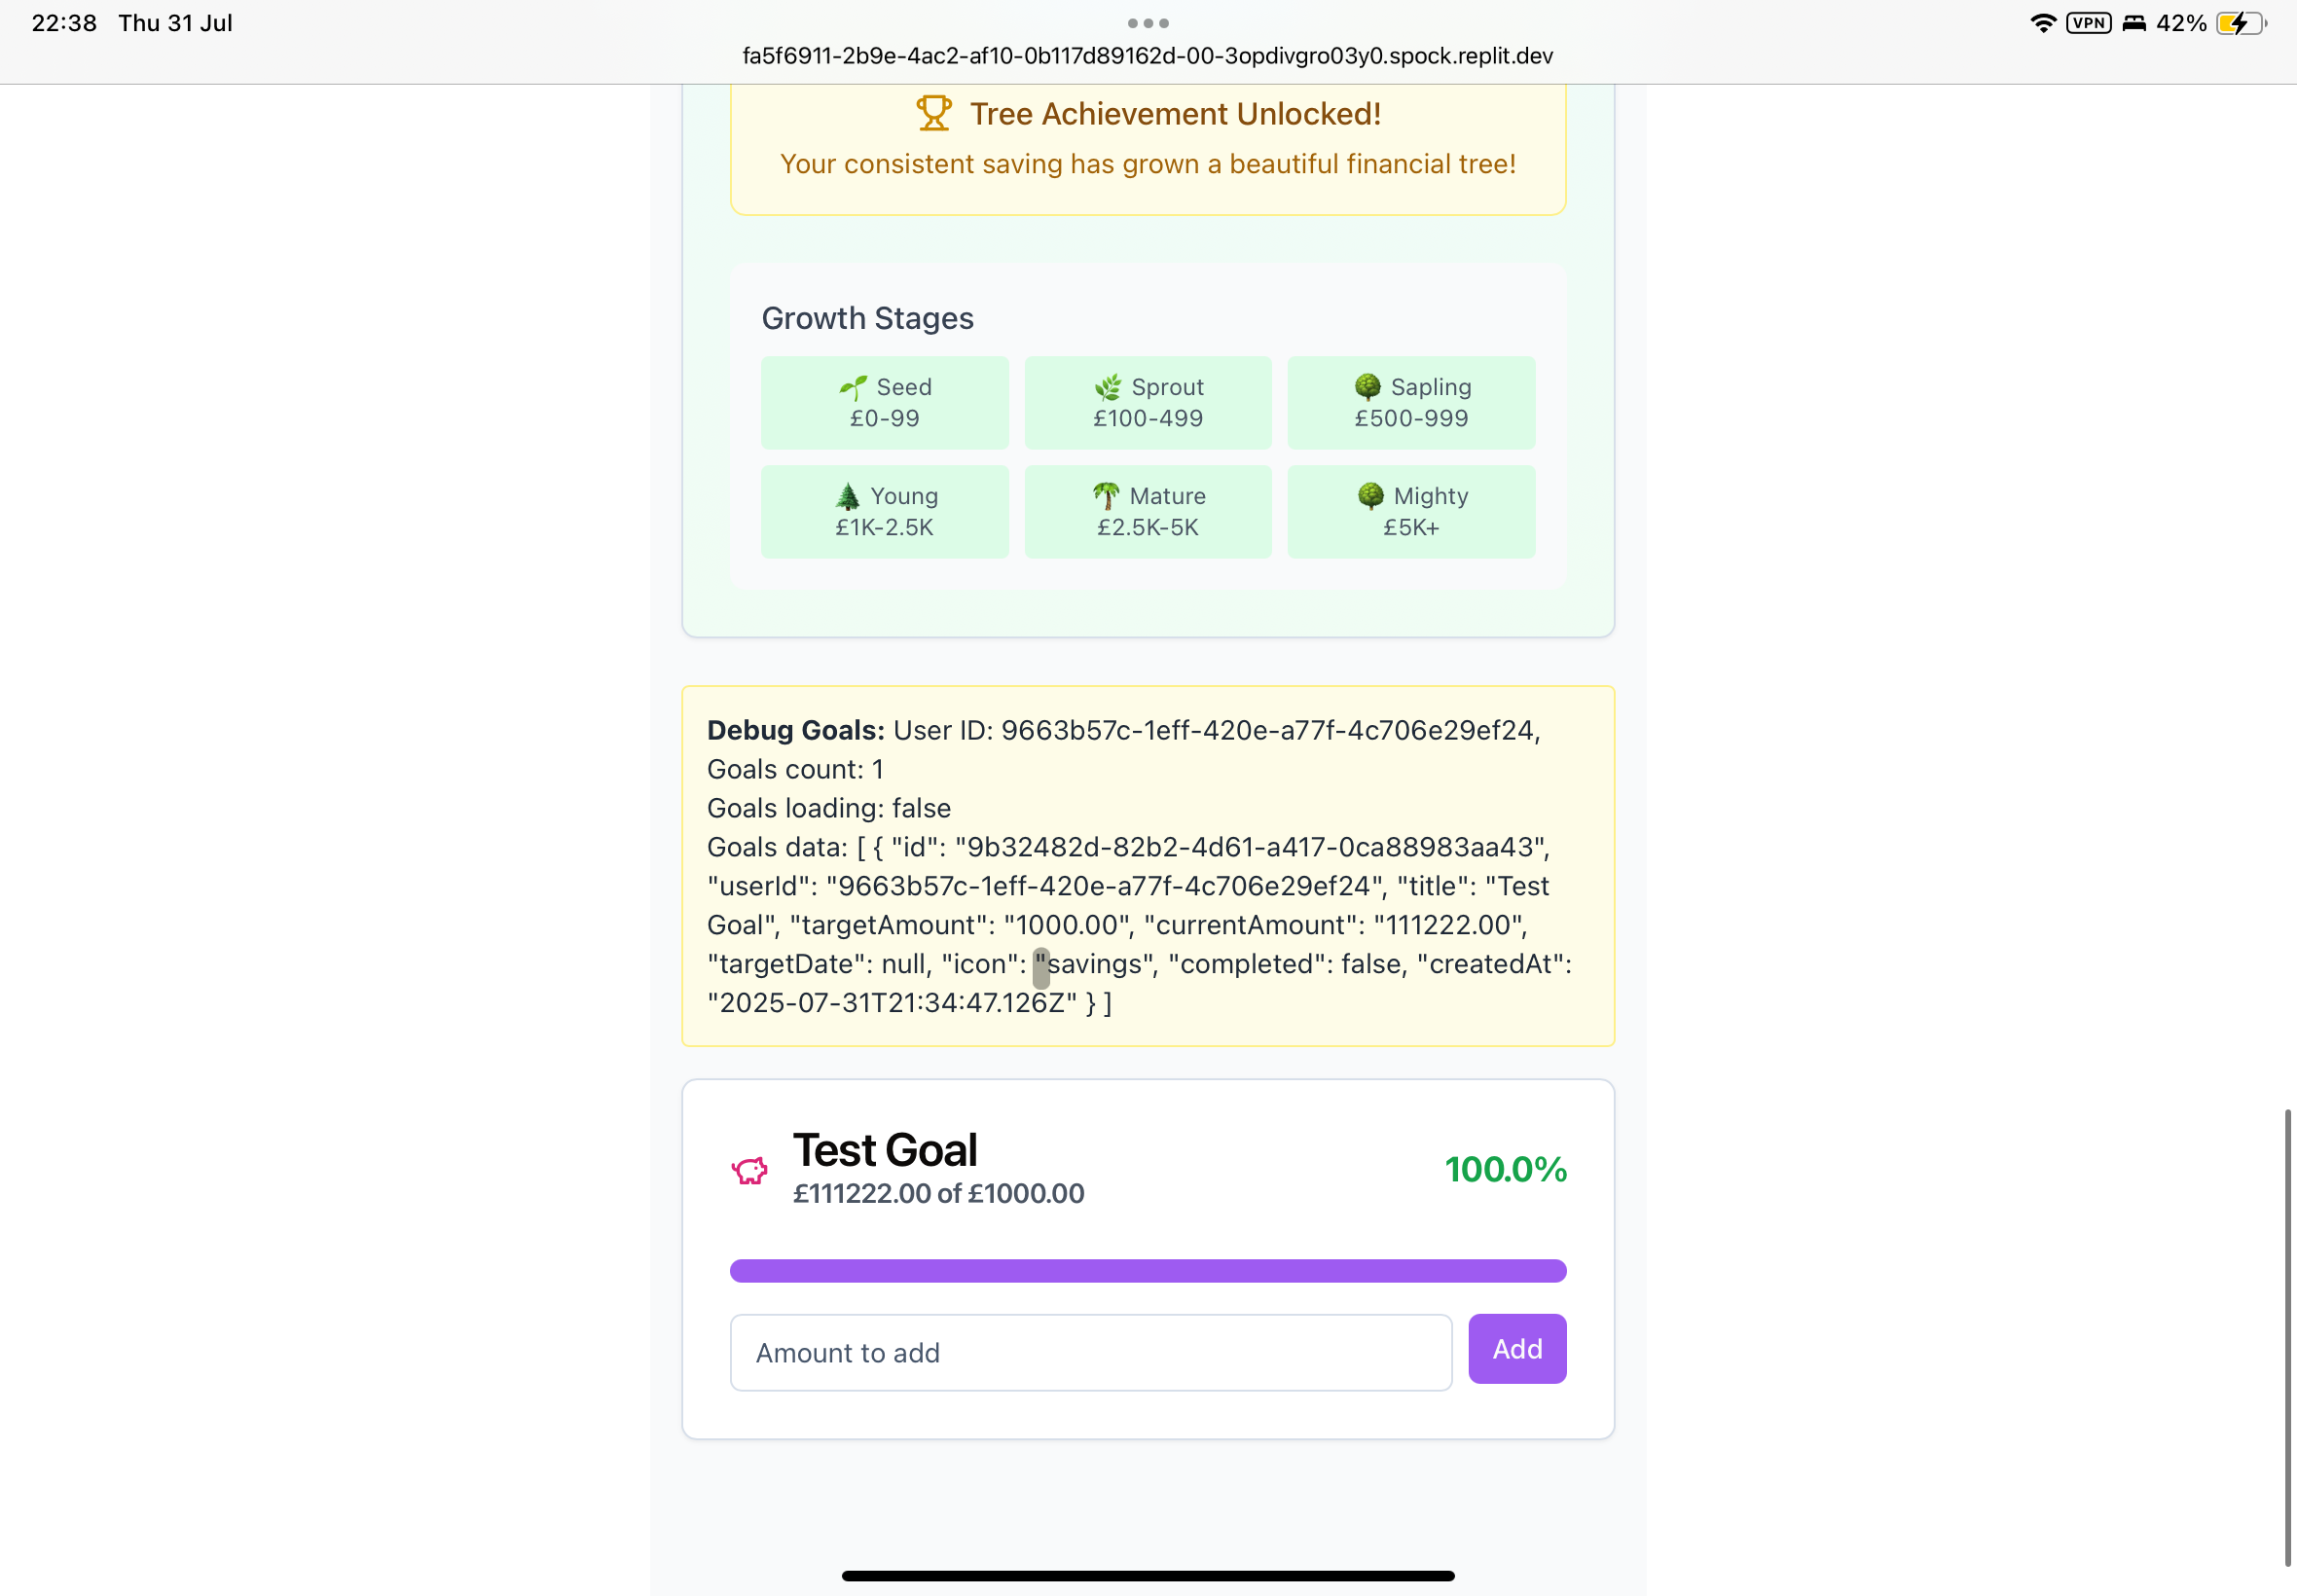 22:38 Thu 31 Jul
VPN 42%
fa5f6911-2b9e-4ac2-af10-0b117d89162d-00-3opdivgro03y0.spock.replit.dev
Tree Achievement Unlocked!
Your consistent saving has grown a beautiful financial tree!
Growth Stages
Seed
£0-99
Sprout
£100-499
Sapling
£500-999
Young
£1K-2.5K
Mature
£2.5K-5K
Mighty
£5K+
Debug Goals: User ID: 9663b57c-1eff-420e-a77f-4c706e29ef24,
Goals count: 1
Goals loading: false
Goals data: [ { "id": "9b32482d-82b2-4d61-a417-0ca88983aa43",
"userId": "9663b57c-1eff-420e-a77f-4c706e29ef24", "title": "Test
Goal", "targetAmount": "1000.00", "currentAmount": "111222.00",
"targetDate": null, "icon": "savings", "completed": false, "createdAt":
"2025-07-31T21:34:47.126Z" } ]
Test Goal
£111222.00 of £1000.00
100.0%
Amount to add
Add